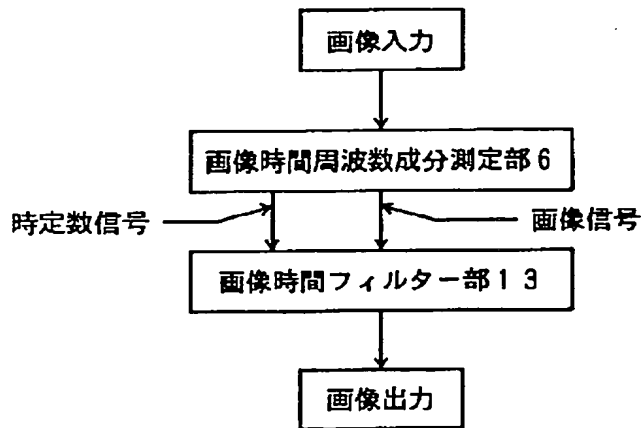 画像入力
画像時間周波数成分測定部6
時定数信号
画像信号
画像時間フィルター部13
画像出力